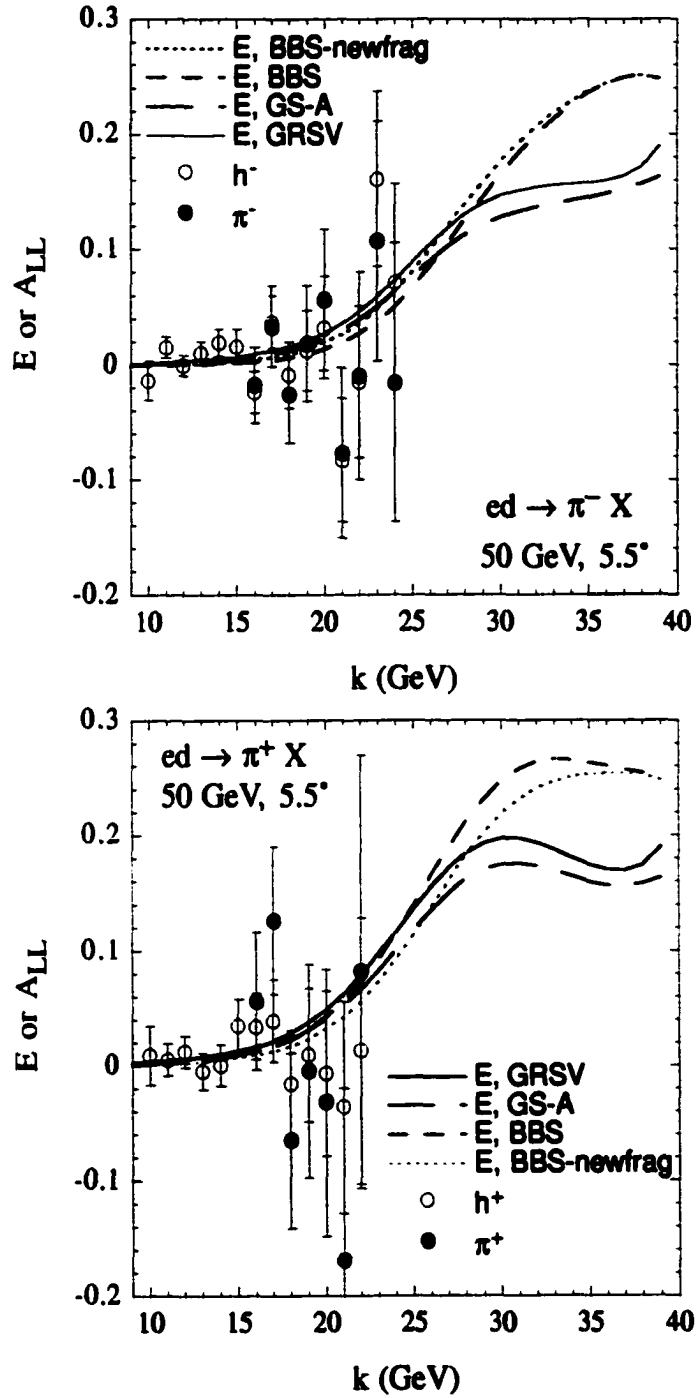 0.3
0.2
0.1
0
-0.1
-0.2
E or A_LL
E, BBS-newfrag
E, BBS
E, GS-A
E, GRSV
h⁻
π⁻
ed → π⁻ X
50 GeV, 5.5°
10 15 20 25 30 35 40
k (GeV)
0.3
0.2
0.1
0
-0.1
-0.2
E or A_LL
ed → π⁺ X
50 GeV, 5.5°
E, GRSV
E, GS-A
E, BBS
E, BBS-newfrag
h⁺
π⁺
10 15 20 25 30 35 40
k (GeV)